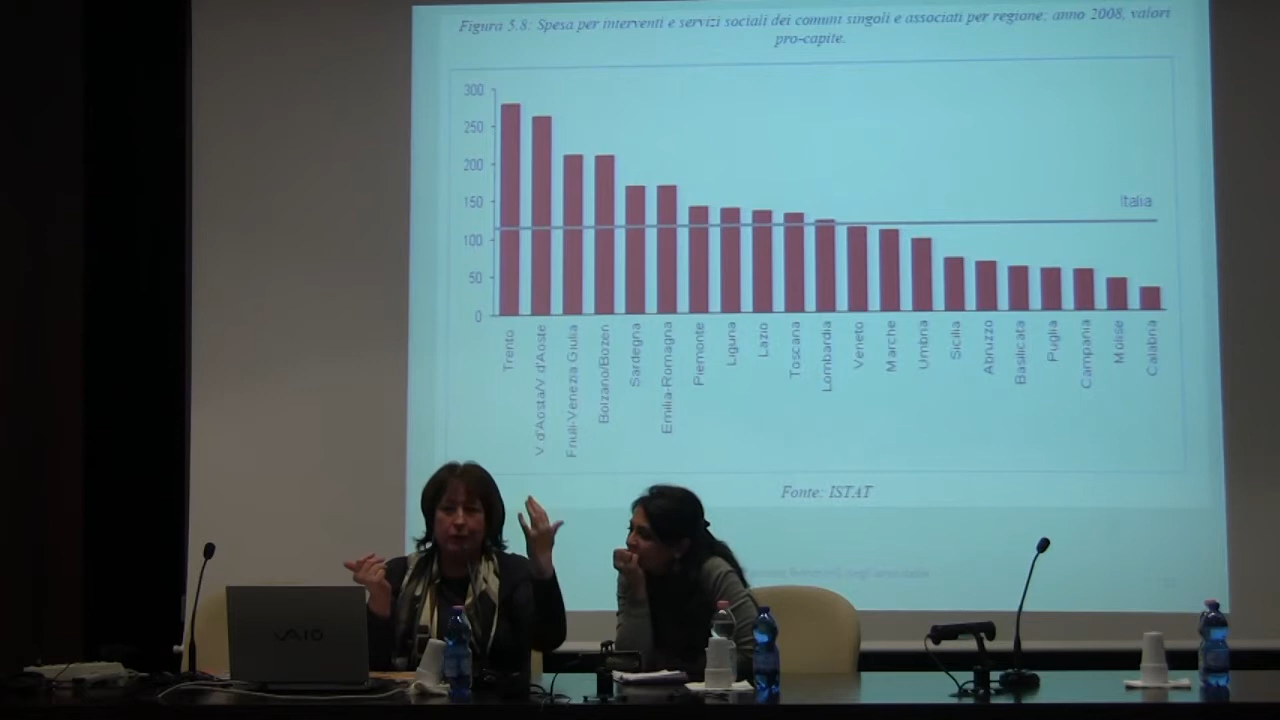 Figura 5.8: Spesa per interventi e servizi sociali dei comuni singoli e associati per regione; anno 2008, valori
pro-capite.
300
250
200
150
100
50
0
Italia
Trento
V d'Aosta/V d'Aoste
Friuli-Venezia Giulia
Bolzano/Bozen
Sardegna
Emilia-Romagna
Piemonte
Liguria
Lazio
Toscana
Lombardia
Veneto
Marche
Umbria
Sicilia
Abruzzo
Basilicata
Puglia
Campania
Molise
Calabria
Fonte: ISTAT
VAIO